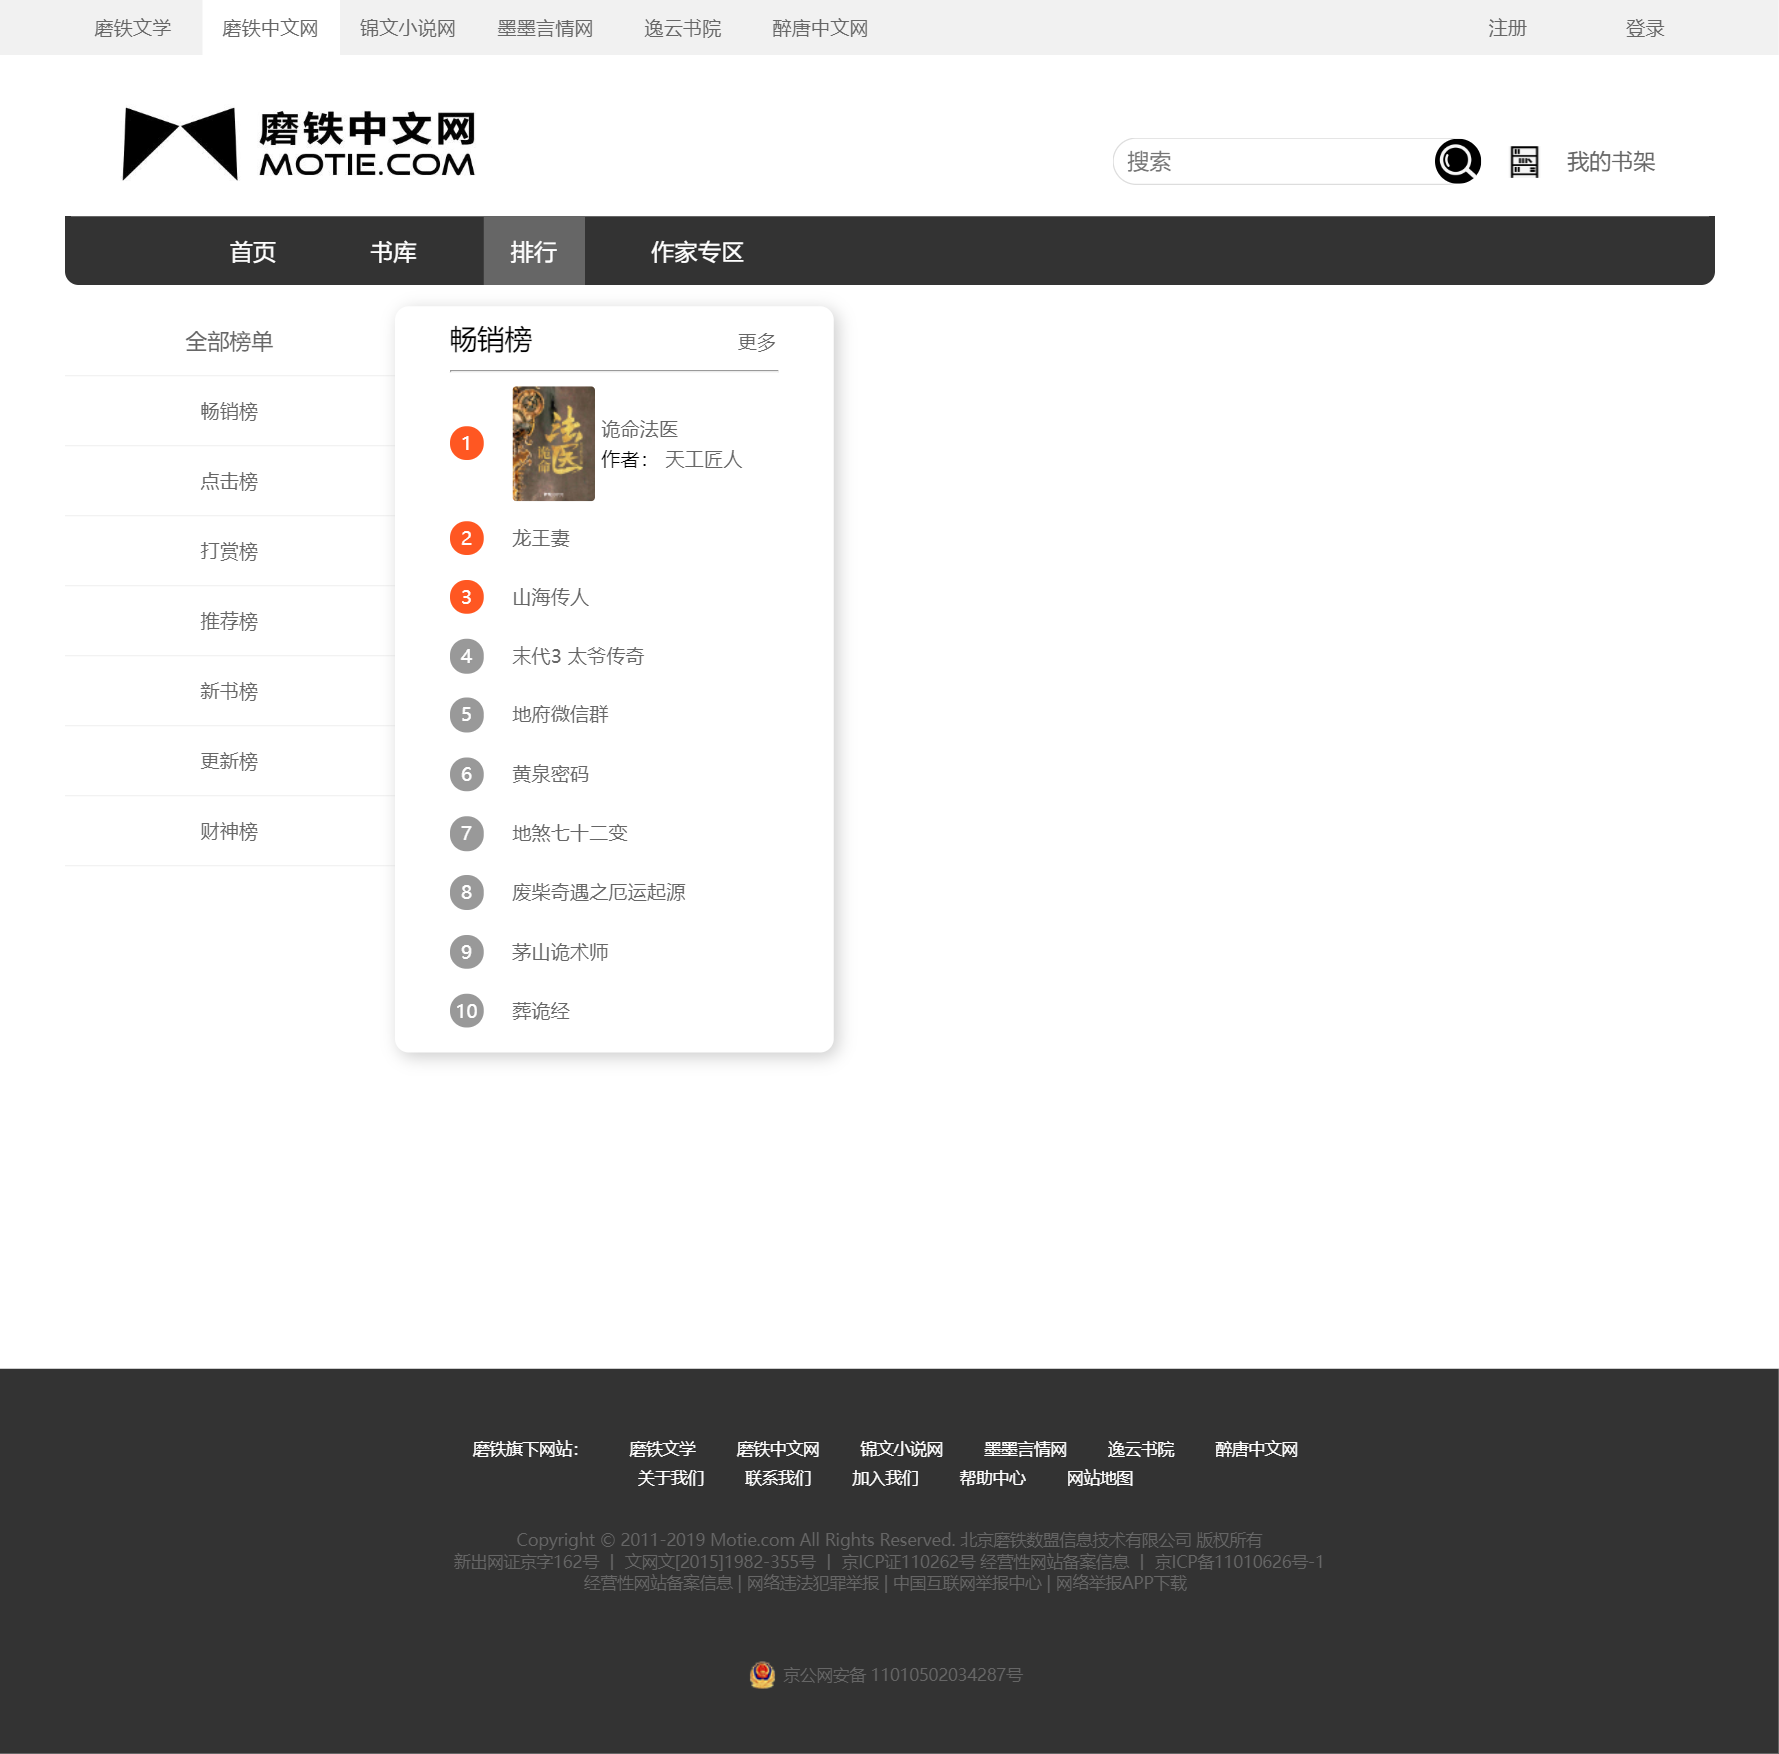 磨铁文学 磨铁中文网 锦文小说网 墨墨言情网 逸云书院 醉唐中文网 注册 登录
磨铁中文网
MOTIE.COM
搜索 我的书架
首页 书库 排行 作家专区
全部榜单
畅销榜
点击榜
打赏榜
推荐榜
新书榜
更新榜
财神榜
畅销榜 更多
1 诡命法医
作者： 天工匠人
法医
诡命
2 龙王妻
3 山海传人
4 末代3 太爷传奇
5 地府微信群
6 黄泉密码
7 地煞七十二变
8 废柴奇遇之厄运起源
9 茅山诡术师
10 葬诡经
磨铁旗下网站： 磨铁文学 磨铁中文网 锦文小说网 墨墨言情网 逸云书院 醉唐中文网
关于我们 联系我们 加入我们 帮助中心 网站地图
Copyright © 2011-2019 Motie.com All Rights Reserved. 北京磨铁数盟信息技术有限公司 版权所有
新出网证京字162号 丨 文网文[2015]1982-355号 丨 京ICP证110262号 经营性网站备案信息 丨 京ICP备11010626号-1
经营性网站备案信息 | 网络违法犯罪举报 | 中国互联网举报中心 | 网络举报APP下载
京公网安备 11010502034287号